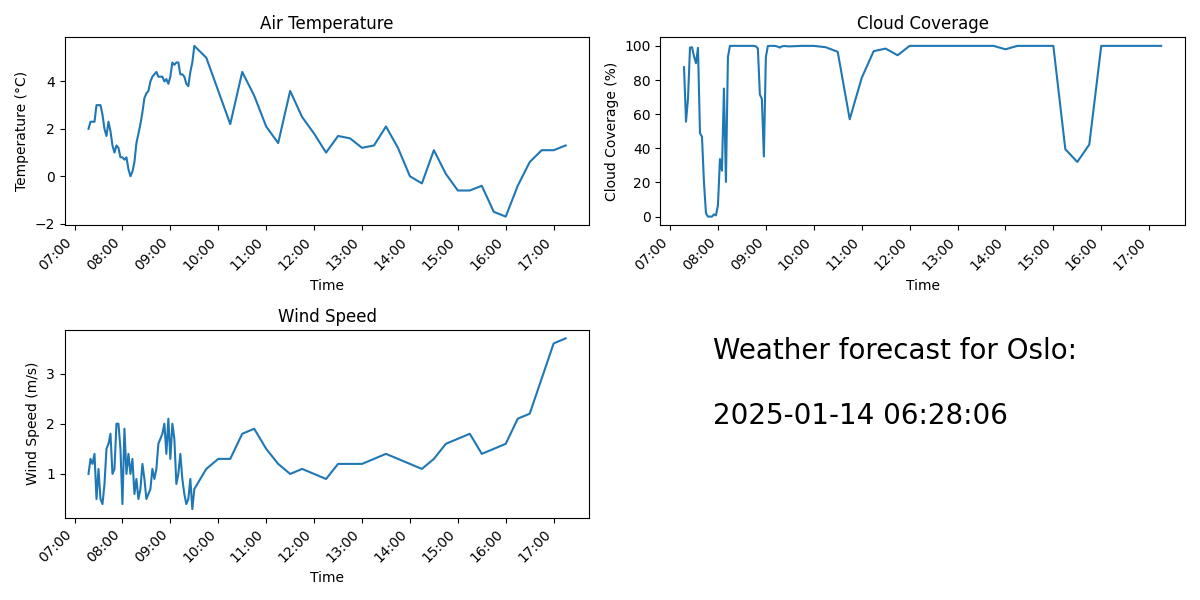 Air Temperature
Temperature (°C)
4
2
0
−2
07:00 08:00 09:00 10:00 11:00 12:00 13:00 14:00 15:00 16:00 17:00
Time
Cloud Coverage
Cloud Coverage (%)
100
80
60
40
20
0
07:00 08:00 09:00 10:00 11:00 12:00 13:00 14:00 15:00 16:00 17:00
Time
Wind Speed
Wind Speed (m/s)
3
2
1
07:00 08:00 09:00 10:00 11:00 12:00 13:00 14:00 15:00 16:00 17:00
Time
Weather forecast for Oslo:
2025-01-14 06:28:06